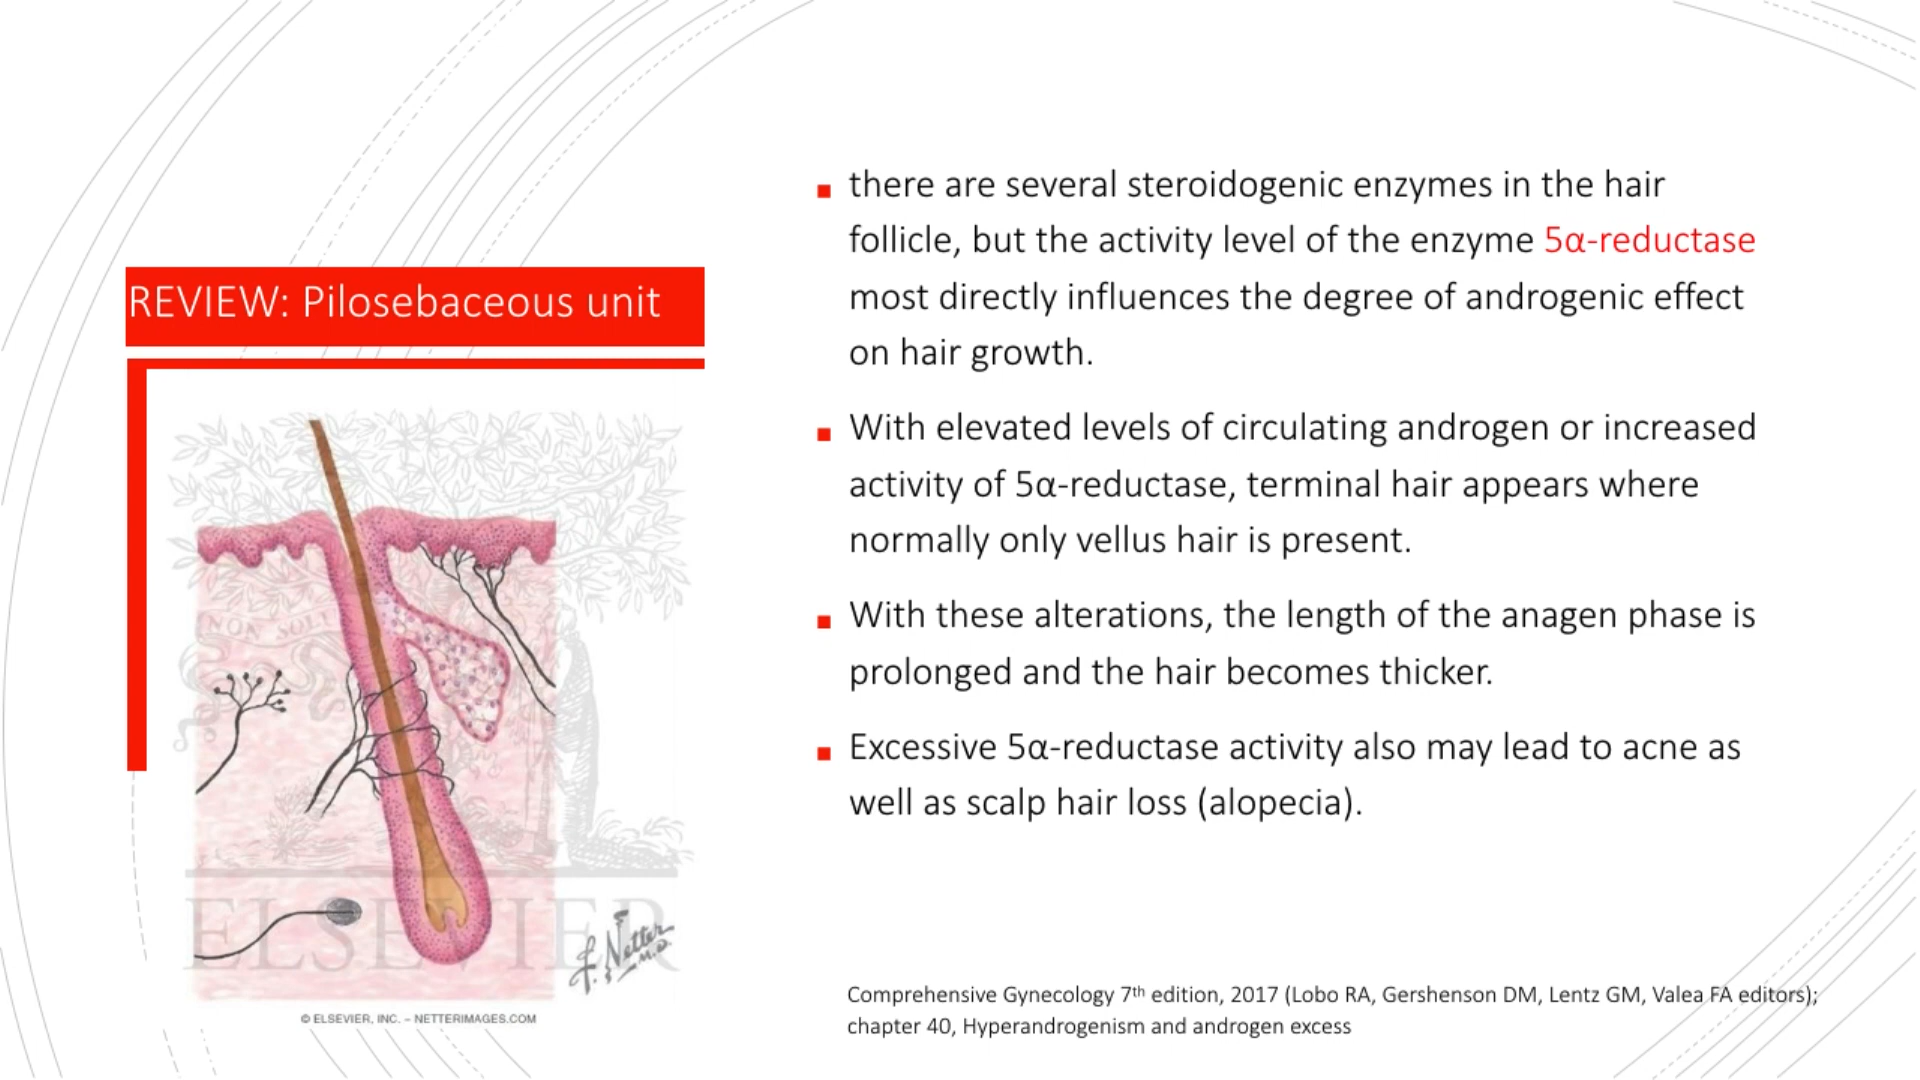 REVIEW: Pilosebaceous unit
NON SOLUS
ELSEVIER
F. Netter
M.D.
© ELSEVIER, INC. – NETTERIMAGES.COM
■ there are several steroidogenic enzymes in the hair
follicle, but the activity level of the enzyme 5α-reductase
most directly influences the degree of androgenic effect
on hair growth.
■ With elevated levels of circulating androgen or increased
activity of 5α-reductase, terminal hair appears where
normally only vellus hair is present.
■ With these alterations, the length of the anagen phase is
prolonged and the hair becomes thicker.
■ Excessive 5α-reductase activity also may lead to acne as
well as scalp hair loss (alopecia).
Comprehensive Gynecology 7th edition, 2017 (Lobo RA, Gershenson DM, Lentz GM, Valea FA editors);
chapter 40, Hyperandrogenism and androgen excess